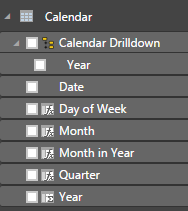 Calendar
Calendar Drilldown
Year
Date
Day of Week
Month
Month in Year
Quarter
Year